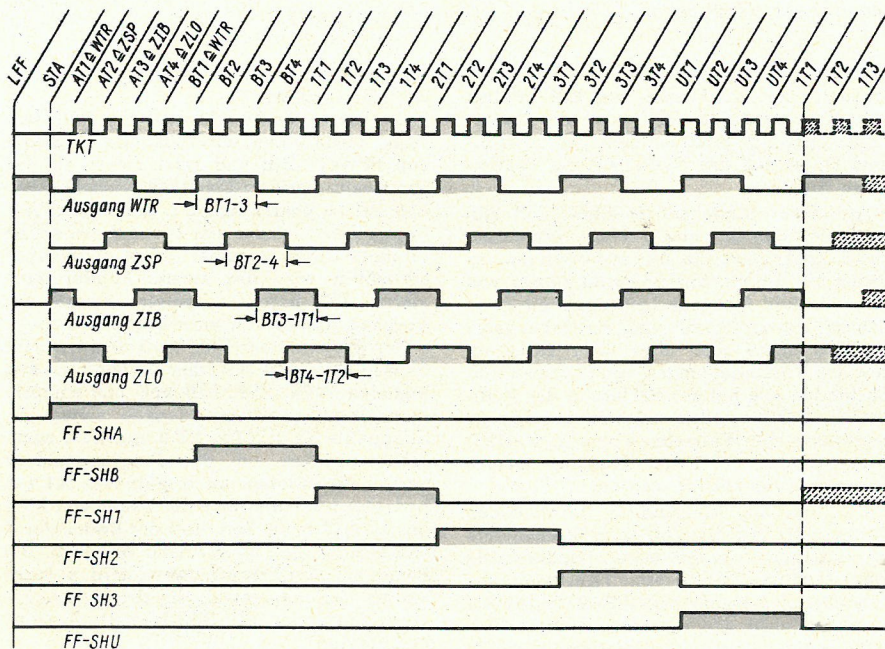 LFF
STA
AT1≙WTR
AT2≙ZSP
AT3≙ZIB
AT4≙ZLO
BT1≙WTR
BT2
BT3
BT4
1T1
1T2
1T3
1T4
2T1
2T2
2T3
2T4
3T1
3T2
3T3
3T4
UT1
UT2
UT3
UT4
1T1
1T2
1T3
TKT
Ausgang WTR
BT1-3
Ausgang ZSP
BT2-4
Ausgang ZIB
BT3-1T1
Ausgang ZLO
BT4-1T2
FF-SHA
FF-SHB
FF-SH1
FF-SH2
FF SH3
FF-SHU